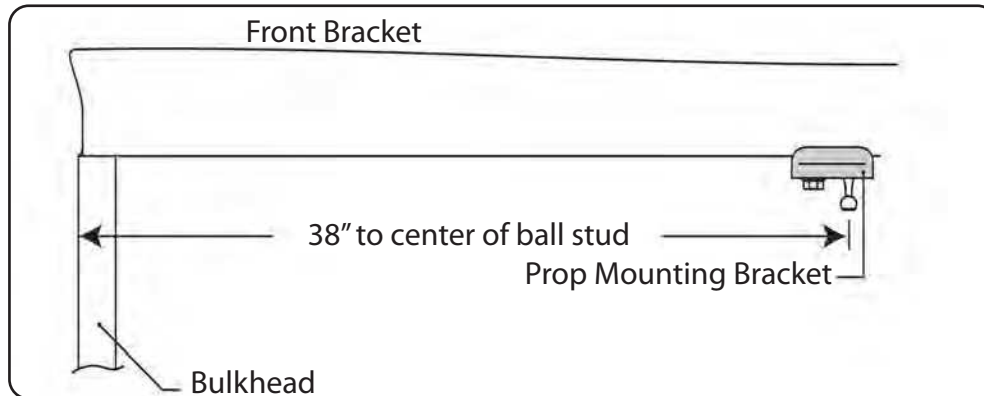 Front Bracket
38" to center of ball stud
Prop Mounting Bracket
Bulkhead